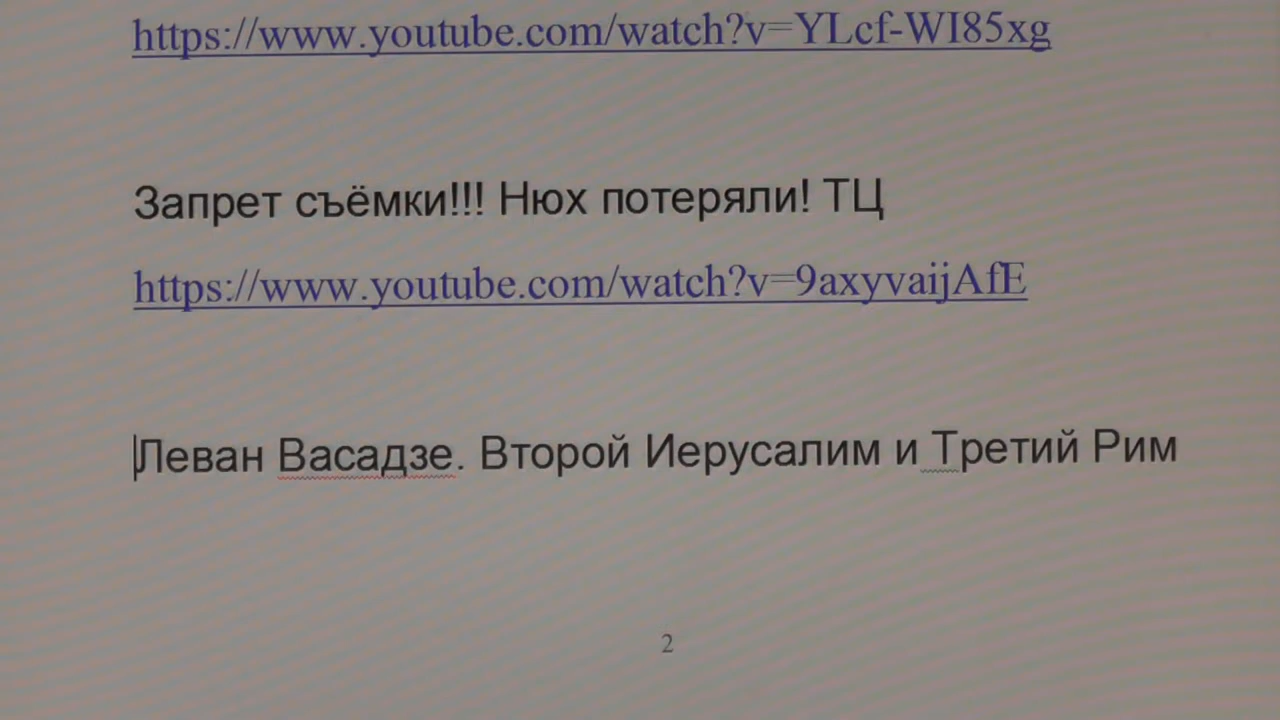 https://www.youtube.com/watch?v=YLcf-WI85xg
Запрет съёмки!!! Нюх потеряли! ТЦ
https://www.youtube.com/watch?v=9axyvaijAfE
Леван Васадзе. Второй Иерусалим и Третий Рим
2